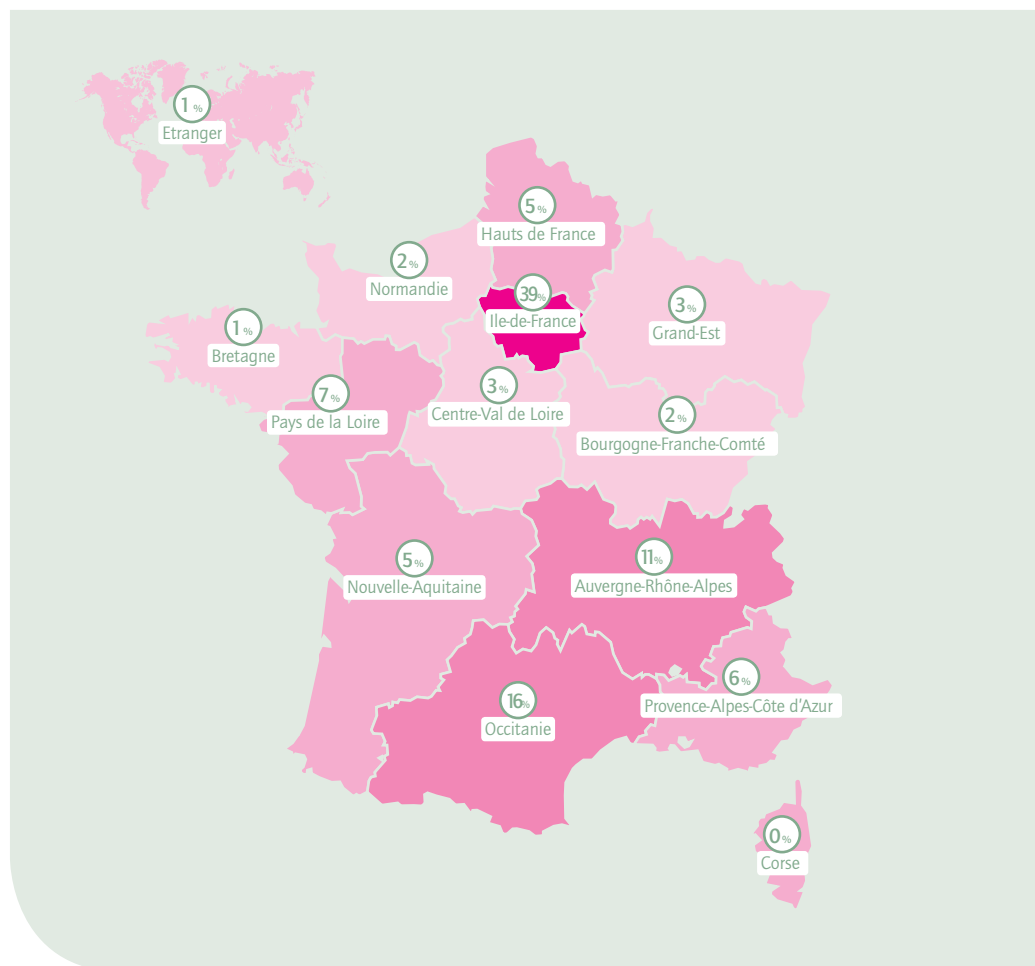 1 %
Etranger
5 %
Hauts de France
2 %
Normandie
39%
Ile-de-France
3 %
Grand-Est
1 %
Bretagne
7 %
Pays de la Loire
3 %
Centre-Val de Loire
2 %
Bourgogne-Franche-Comté
5 %
Nouvelle-Aquitaine
11%
Auvergne-Rhône-Alpes
6 %
Provence-Alpes-Côte d'Azur
16%
Occitanie
0%
Corse